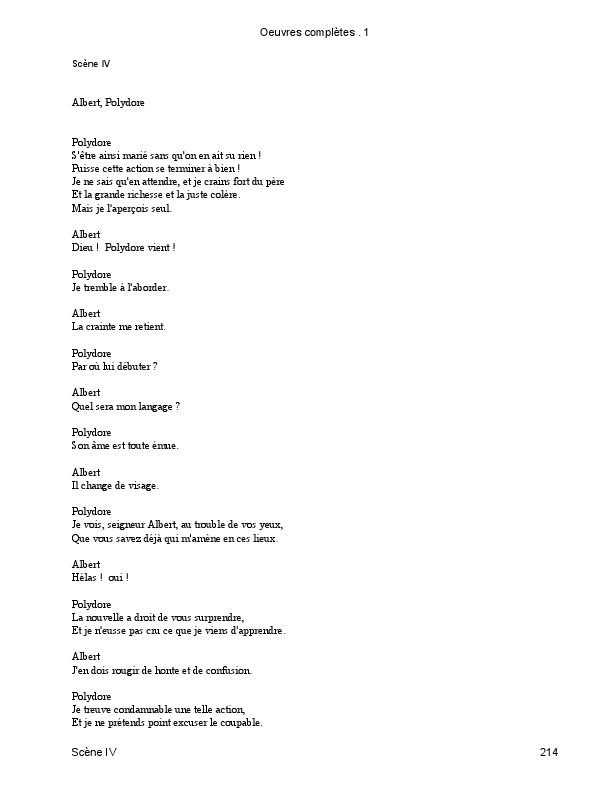 Oeuvres complètes . 1
Scène IV
Albert, Polydore
Polydore
S'être ainsi marié sans qu'on en ait su rien !
Puisse cette action se terminer à bien !
Je ne sais qu'en attendre, et je crains fort du père
Et la grande richesse et la juste colère.
Mais je l'aperçois seul.
Albert
Dieu !  Polydore vient !
Polydore
Je tremble à l'aborder.
Albert
La crainte me retient.
Polydore
Par où lui débuter ?
Albert
Quel sera mon langage ?
Polydore
Son âme est toute émue.
Albert
Il change de visage.
Polydore
Je vois, seigneur Albert, au trouble de vos yeux,
Que vous savez déjà qui m'amène en ces lieux.
Albert
Hélas !  oui !
Polydore
La nouvelle a droit de vous surprendre,
Et je n'eusse pas cru ce que je viens d'apprendre.
Albert
J'en dois rougir de honte et de confusion.
Polydore
Je treuve condamnable une telle action,
Et je ne prétends point excuser le coupable.
Scène IV
214